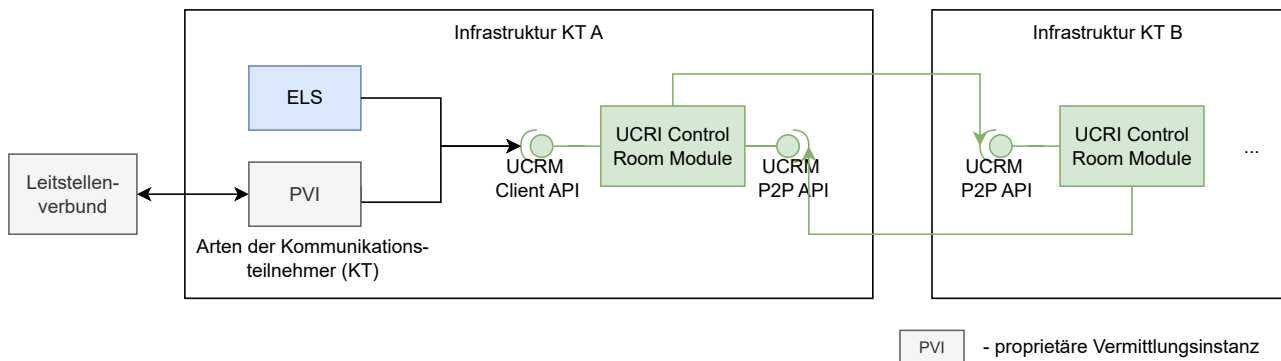 Infrastruktur KT A
Infrastruktur KT B
ELS
UCRI Control
Room Module
UCRI Control
Room Module
...
UCRM
Client API
UCRM
P2P API
UCRM
P2P API
Leitstellen-
verbund
PVI
Arten der Kommunikations-
teilnehmer (KT)
PVI
- proprietäre Vermittlungsinstanz